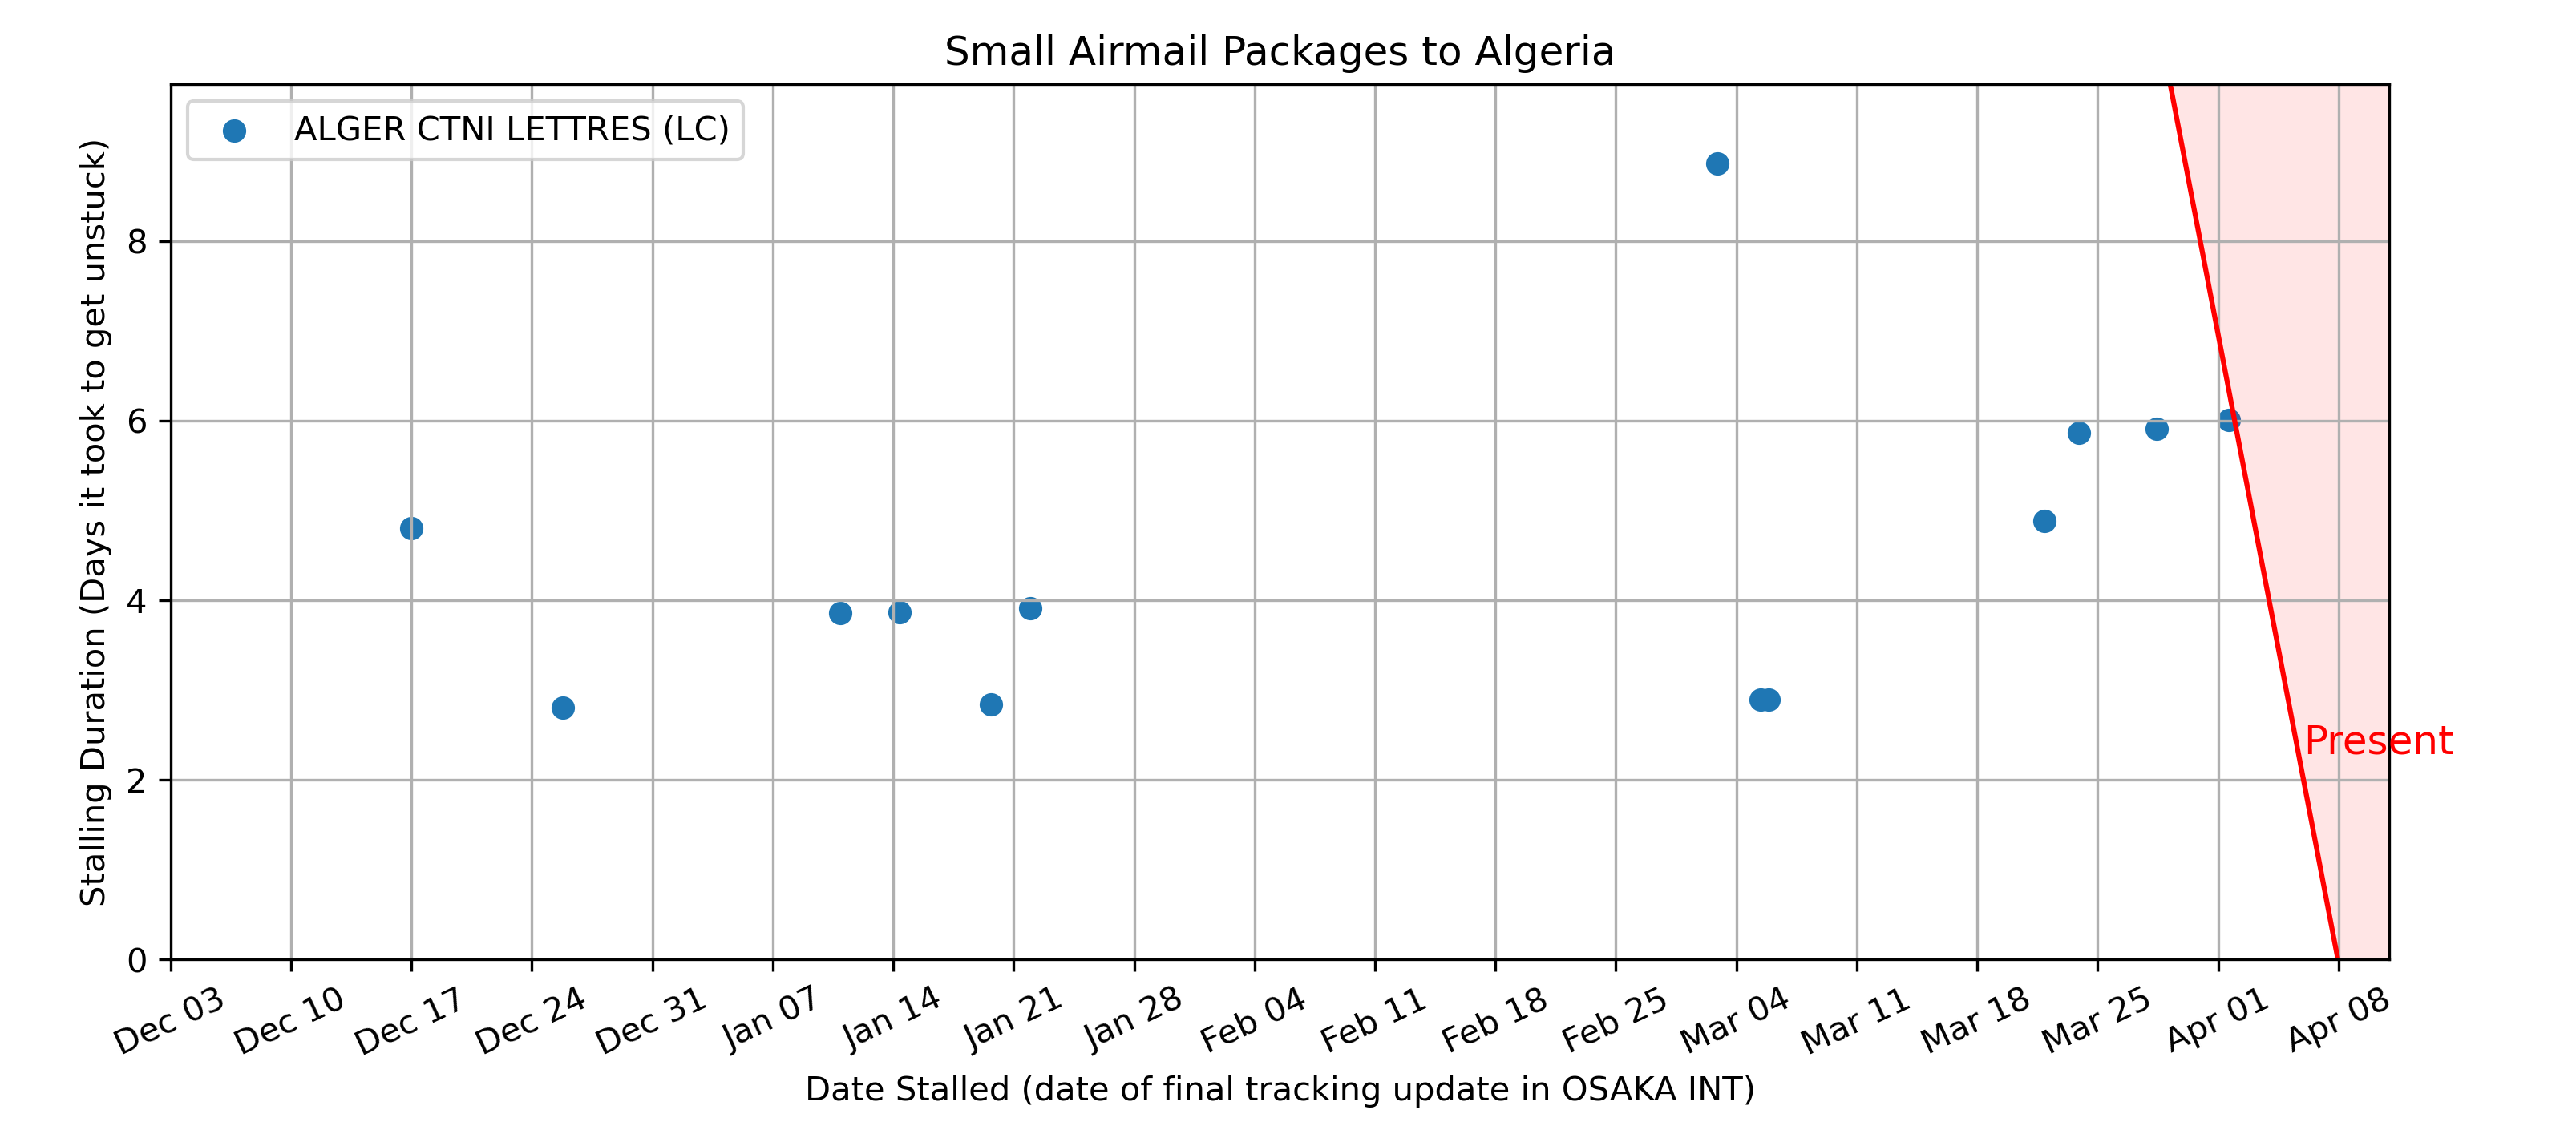 Small Airmail Packages to Algeria
ALGER CTNI LETTRES (LC)
Stalling Duration (Days it took to get unstuck)
8
6
4
2
0
Present
Dec 03
Dec 10
Dec 17
Dec 24
Dec 31
Jan 07
Jan 14
Jan 21
Jan 28
Feb 04
Feb 11
Feb 18
Feb 25
Mar 04
Mar 11
Mar 18
Mar 25
Apr 01
Apr 08
Date Stalled (date of final tracking update in OSAKA INT)